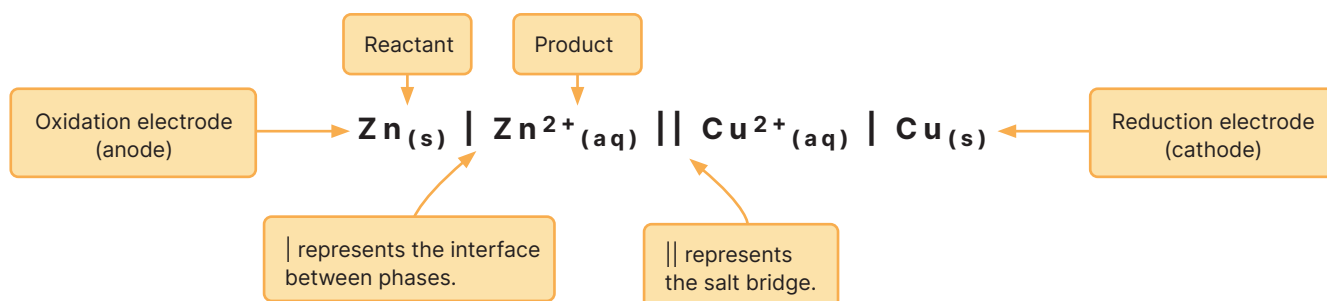 Reactant
Product
Oxidation electrode
(anode)
Zn(s) | Zn²⁺(aq) || Cu²⁺(aq) | Cu(s)
Reduction electrode
(cathode)
| represents the interface
between phases.
|| represents
the salt bridge.